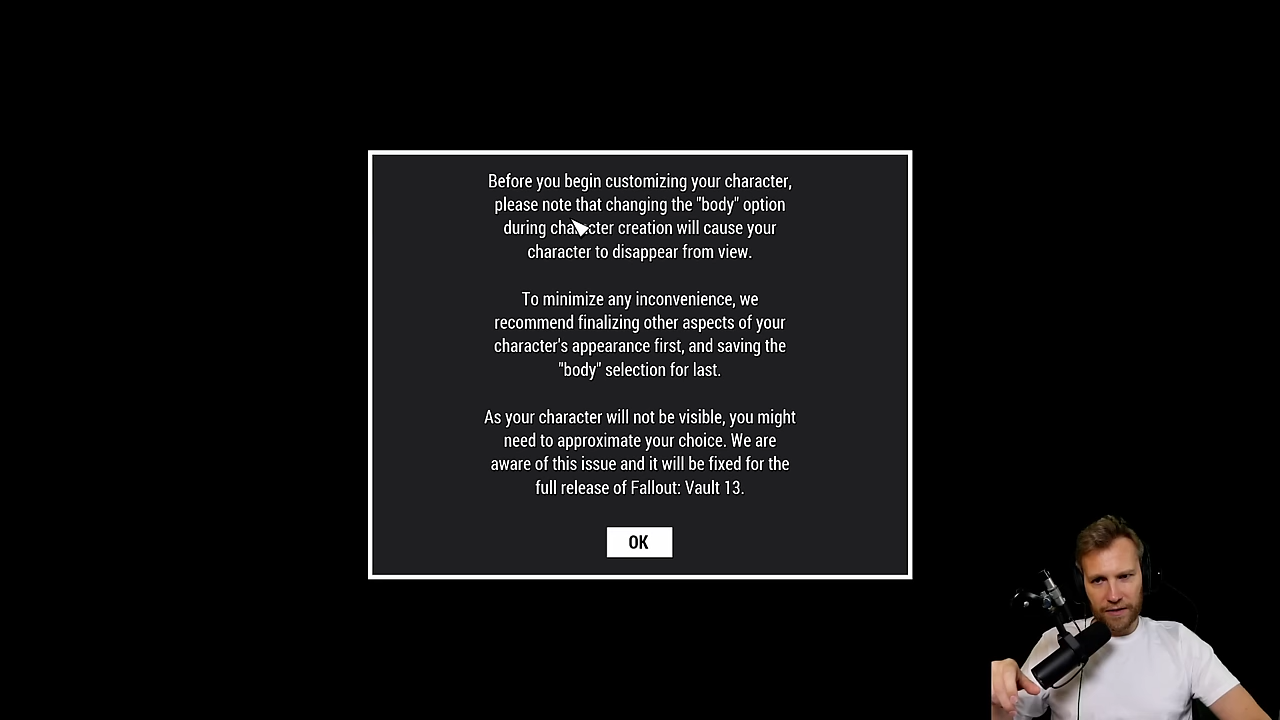 Before you begin customizing your character,
please note that changing the "body" option
during character creation will cause your
character to disappear from view.
To minimize any inconvenience, we
recommend finalizing other aspects of your
character's appearance first, and saving the
"body" selection for last.
As your character will not be visible, you might
need to approximate your choice. We are
aware of this issue and it will be fixed for the
full release of Fallout: Vault 13.
OK